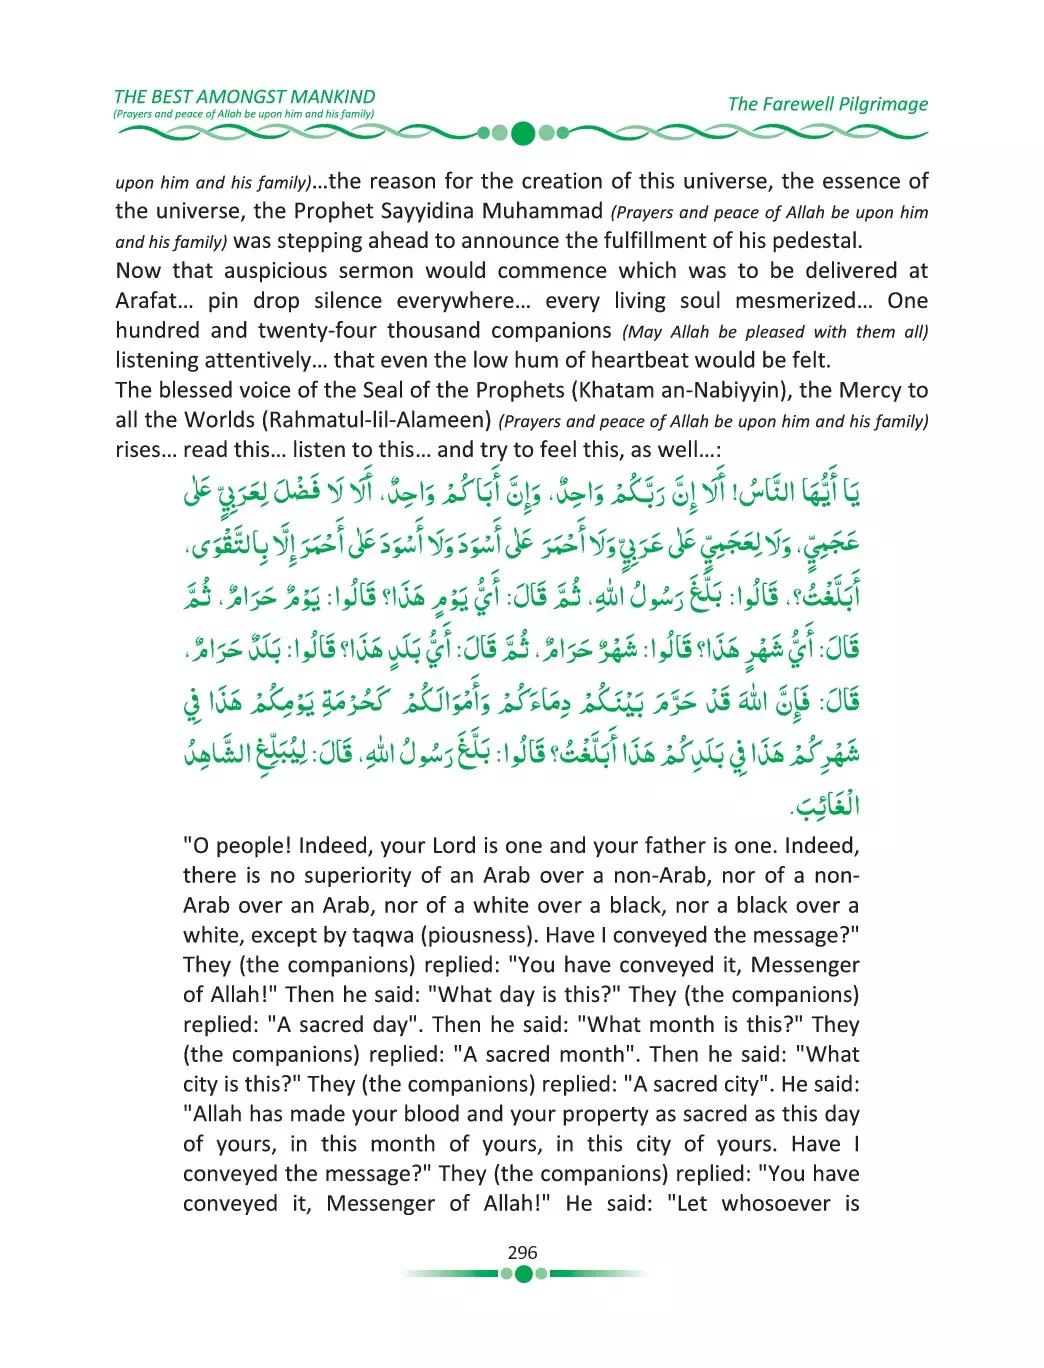 THE BEST AMONGST MANKIND
(Prayers and peace of Allah be upon him and his family)
The Farewell Pilgrimage
upon him and his family)...the reason for the creation of this universe, the essence of
the universe, the Prophet Sayyidina Muhammad (Prayers and peace of Allah be upon him
and his family) was stepping ahead to announce the fulfillment of his pedestal.
Now that auspicious sermon would commence which was to be delivered at
Arafat... pin drop silence everywhere... every living soul mesmerized... One
hundred and twenty-four thousand companions (May Allah be pleased with them all)
listening attentively... that even the low hum of heartbeat would be felt.
The blessed voice of the Seal of the Prophets (Khatam an-Nabiyyin), the Mercy to
all the Worlds (Rahmatul-lil-Alameen) (Prayers and peace of Allah be upon him and his family)
rises... read this... listen to this... and try to feel this, as well...:
يَا أَيُّهَا النَّاسُ! أَلَا إِنَّ رَبَّكُمْ وَاحِدٌ، وَإِنَّ أَبَاكُمْ وَاحِدٌ، أَلَا لَا فَضْلَ لِعَرَبِيٍّ عَلَى
عَجَمِيٍّ، وَلَا لِعَجَمِيٍّ عَلَى عَرَبِيٍّ وَلَا أَحْمَرَ عَلَى أَسْوَدَ وَلَا أَسْوَدَ عَلَى أَحْمَرَ إِلَّا بِالتَّقْوَى،
أَبَلَّغْتُ؟، قَالُوا: بَلَّغَ رَسُولُ اللهِ، ثُمَّ قَالَ: أَيُّ يَوْمٍ هَذَا؟ قَالُوا: يَوْمٌ حَرَامٌ، ثُمَّ
قَالَ: أَيُّ شَهْرٍ هَذَا؟ قَالُوا: شَهْرٌ حَرَامٌ، ثُمَّ قَالَ: أَيُّ بَلَدٍ هَذَا؟ قَالُوا: بَلَدٌ حَرَامٌ،
قَالَ: فَإِنَّ اللهَ قَدْ حَرَّمَ بَيْنَكُمْ دِمَاءَكُمْ وَأَمْوَالَكُمْ كَحُرْمَةِ يَوْمِكُمْ هَذَا فِي
شَهْرِكُمْ هَذَا فِي بَلَدِكُمْ هَذَا أَبَلَّغْتُ؟ قَالُوا: بَلَّغَ رَسُولُ اللهِ، قَالَ: لِيُبَلِّغِ الشَّاهِدُ
الْغَائِبَ.
"O people! Indeed, your Lord is one and your father is one. Indeed,
there is no superiority of an Arab over a non-Arab, nor of a non-
Arab over an Arab, nor of a white over a black, nor a black over a
white, except by taqwa (piousness). Have I conveyed the message?"
They (the companions) replied: "You have conveyed it, Messenger
of Allah!" Then he said: "What day is this?" They (the companions)
replied: "A sacred day". Then he said: "What month is this?" They
(the companions) replied: "A sacred month". Then he said: "What
city is this?" They (the companions) replied: "A sacred city". He said:
"Allah has made your blood and your property as sacred as this day
of yours, in this month of yours, in this city of yours. Have I
conveyed the message?" They (the companions) replied: "You have
conveyed it, Messenger of Allah!" He said: "Let whosoever is
296